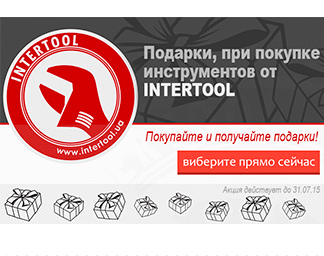 INTERTOOL
www.intertool.ua
Подарки, при покупке
инструментов от
INTERTOOL
Покупайте и получайте подарки!
виберите прямо сейчас
Акция действует до 31.07.15